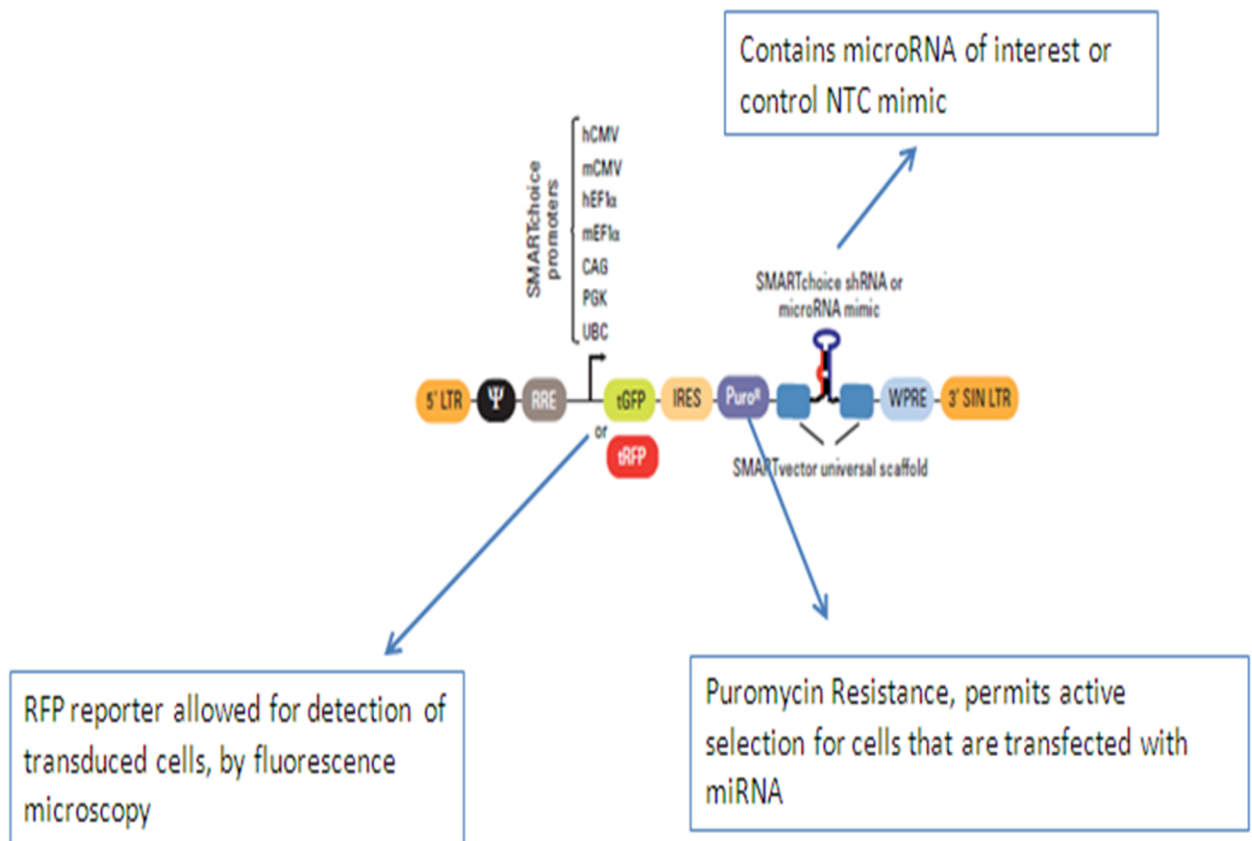 Contains microRNA of interest or
control NTC mimic
SMARTchoice
promoters
hCMV
mCMV
hEF1α
mEF1α
CAG
PGK
UBC
SMARTchoice shRNA or
microRNA mimic
5' LTR Ψ RRE tGFP IRES Puroᴿ WPRE 3' SIN LTR
or
tRFP
SMARTvector universal scaffold
RFP reporter allowed for detection of
transduced cells, by fluorescence
microscopy
Puromycin Resistance, permits active
selection for cells that are transfected with
miRNA